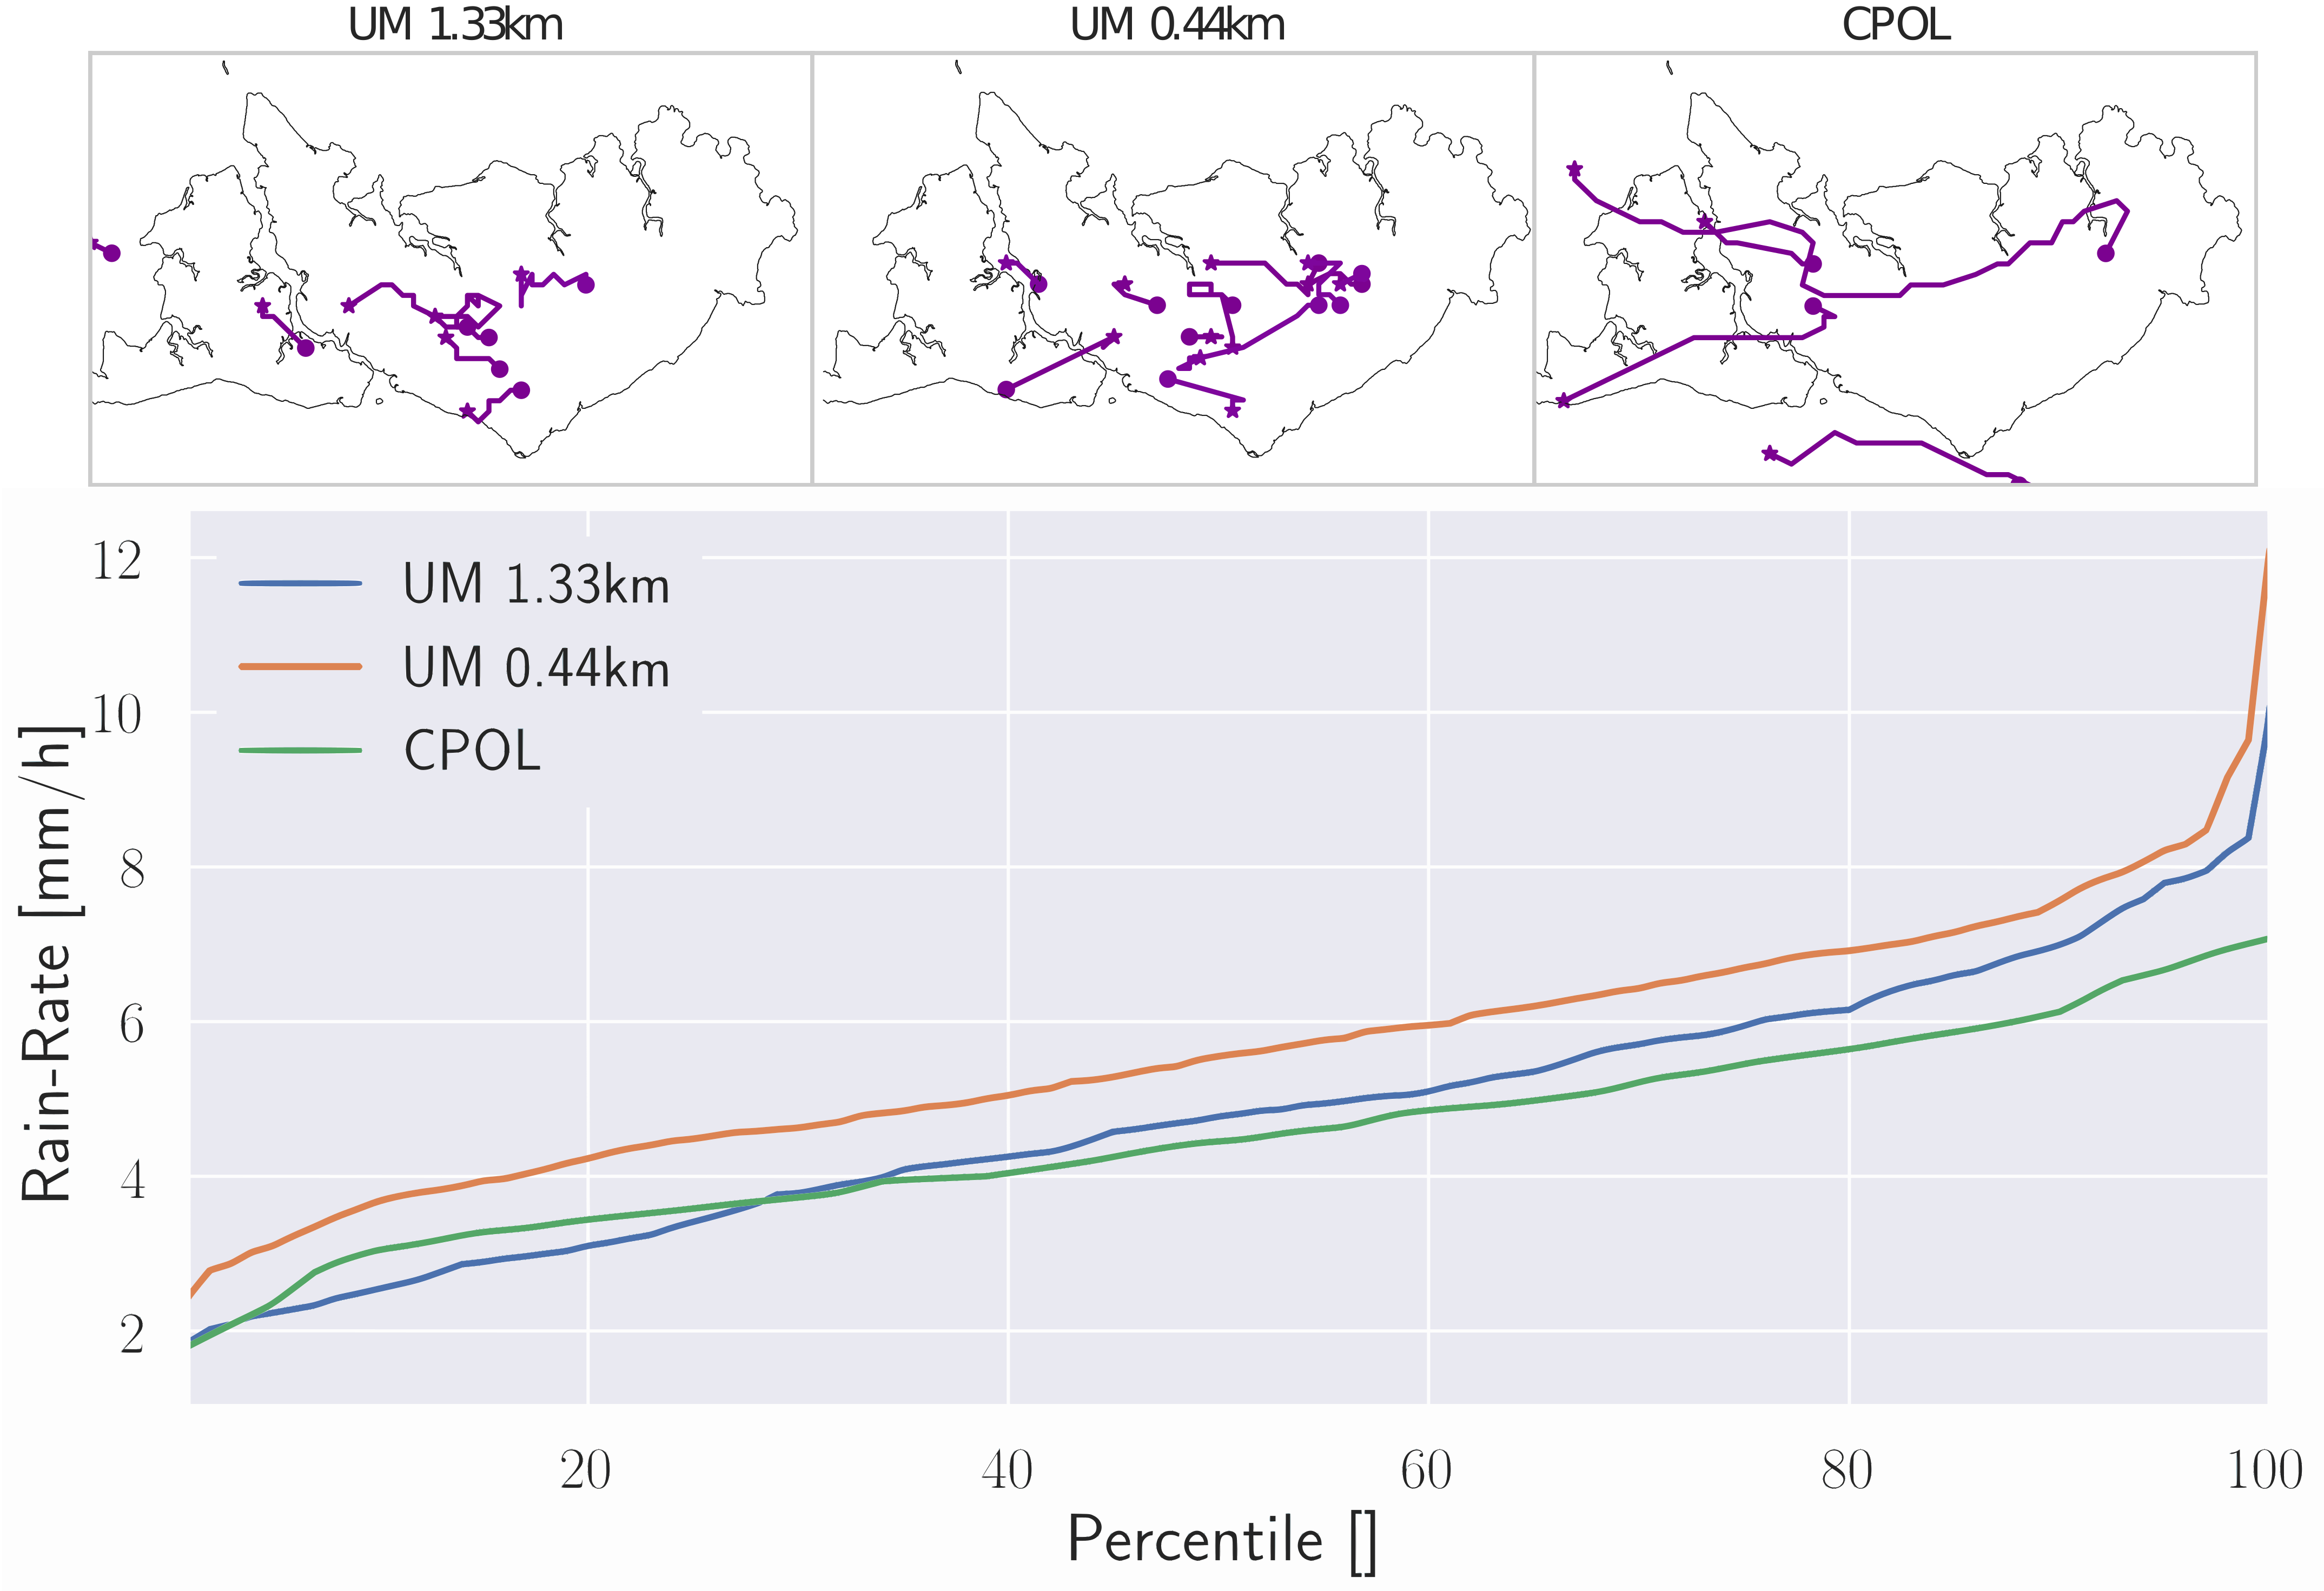 UM 1.33km UM 0.44km CPOL
12
10
8
6
4
2
Rain-Rate [mm/h]
UM 1.33km
UM 0.44km
CPOL
20 40 60 80 100
Percentile []